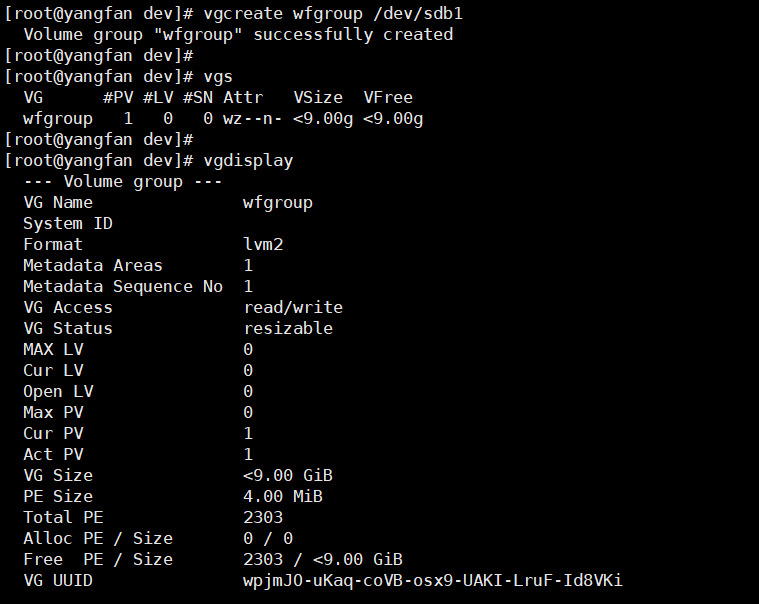 [root@yangfan dev]# vgcreate wfgroup /dev/sdb1
  Volume group "wfgroup" successfully created
[root@yangfan dev]#
[root@yangfan dev]# vgs
  VG      #PV #LV #SN Attr   VSize  VFree
  wfgroup   1   0   0 wz--n- <9.00g <9.00g
[root@yangfan dev]#
[root@yangfan dev]# vgdisplay
  --- Volume group ---
  VG Name               wfgroup
  System ID
  Format                lvm2
  Metadata Areas        1
  Metadata Sequence No  1
  VG Access             read/write
  VG Status             resizable
  MAX LV                0
  Cur LV                0
  Open LV               0
  Max PV                0
  Cur PV                1
  Act PV                1
  VG Size               <9.00 GiB
  PE Size               4.00 MiB
  Total PE              2303
  Alloc PE / Size       0 / 0
  Free  PE / Size       2303 / <9.00 GiB
  VG UUID               wpjmJO-uKaq-coVB-osx9-UAKI-LruF-Id8VKi